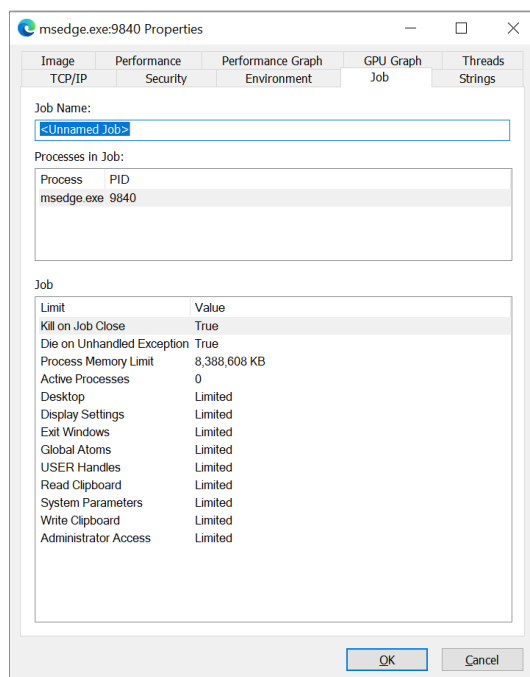 msedge.exe:9840 Properties
Image Performance Performance Graph GPU Graph Threads
TCP/IP Security Environment Job Strings
Job Name:
<Unnamed Job>
Processes in Job:
Process PID
msedge.exe 9840
Job
Limit Value
Kill on Job Close True
Die on Unhandled Exception True
Process Memory Limit 8,388,608 KB
Active Processes 0
Desktop Limited
Display Settings Limited
Exit Windows Limited
Global Atoms Limited
USER Handles Limited
Read Clipboard Limited
System Parameters Limited
Write Clipboard Limited
Administrator Access Limited
OK Cancel